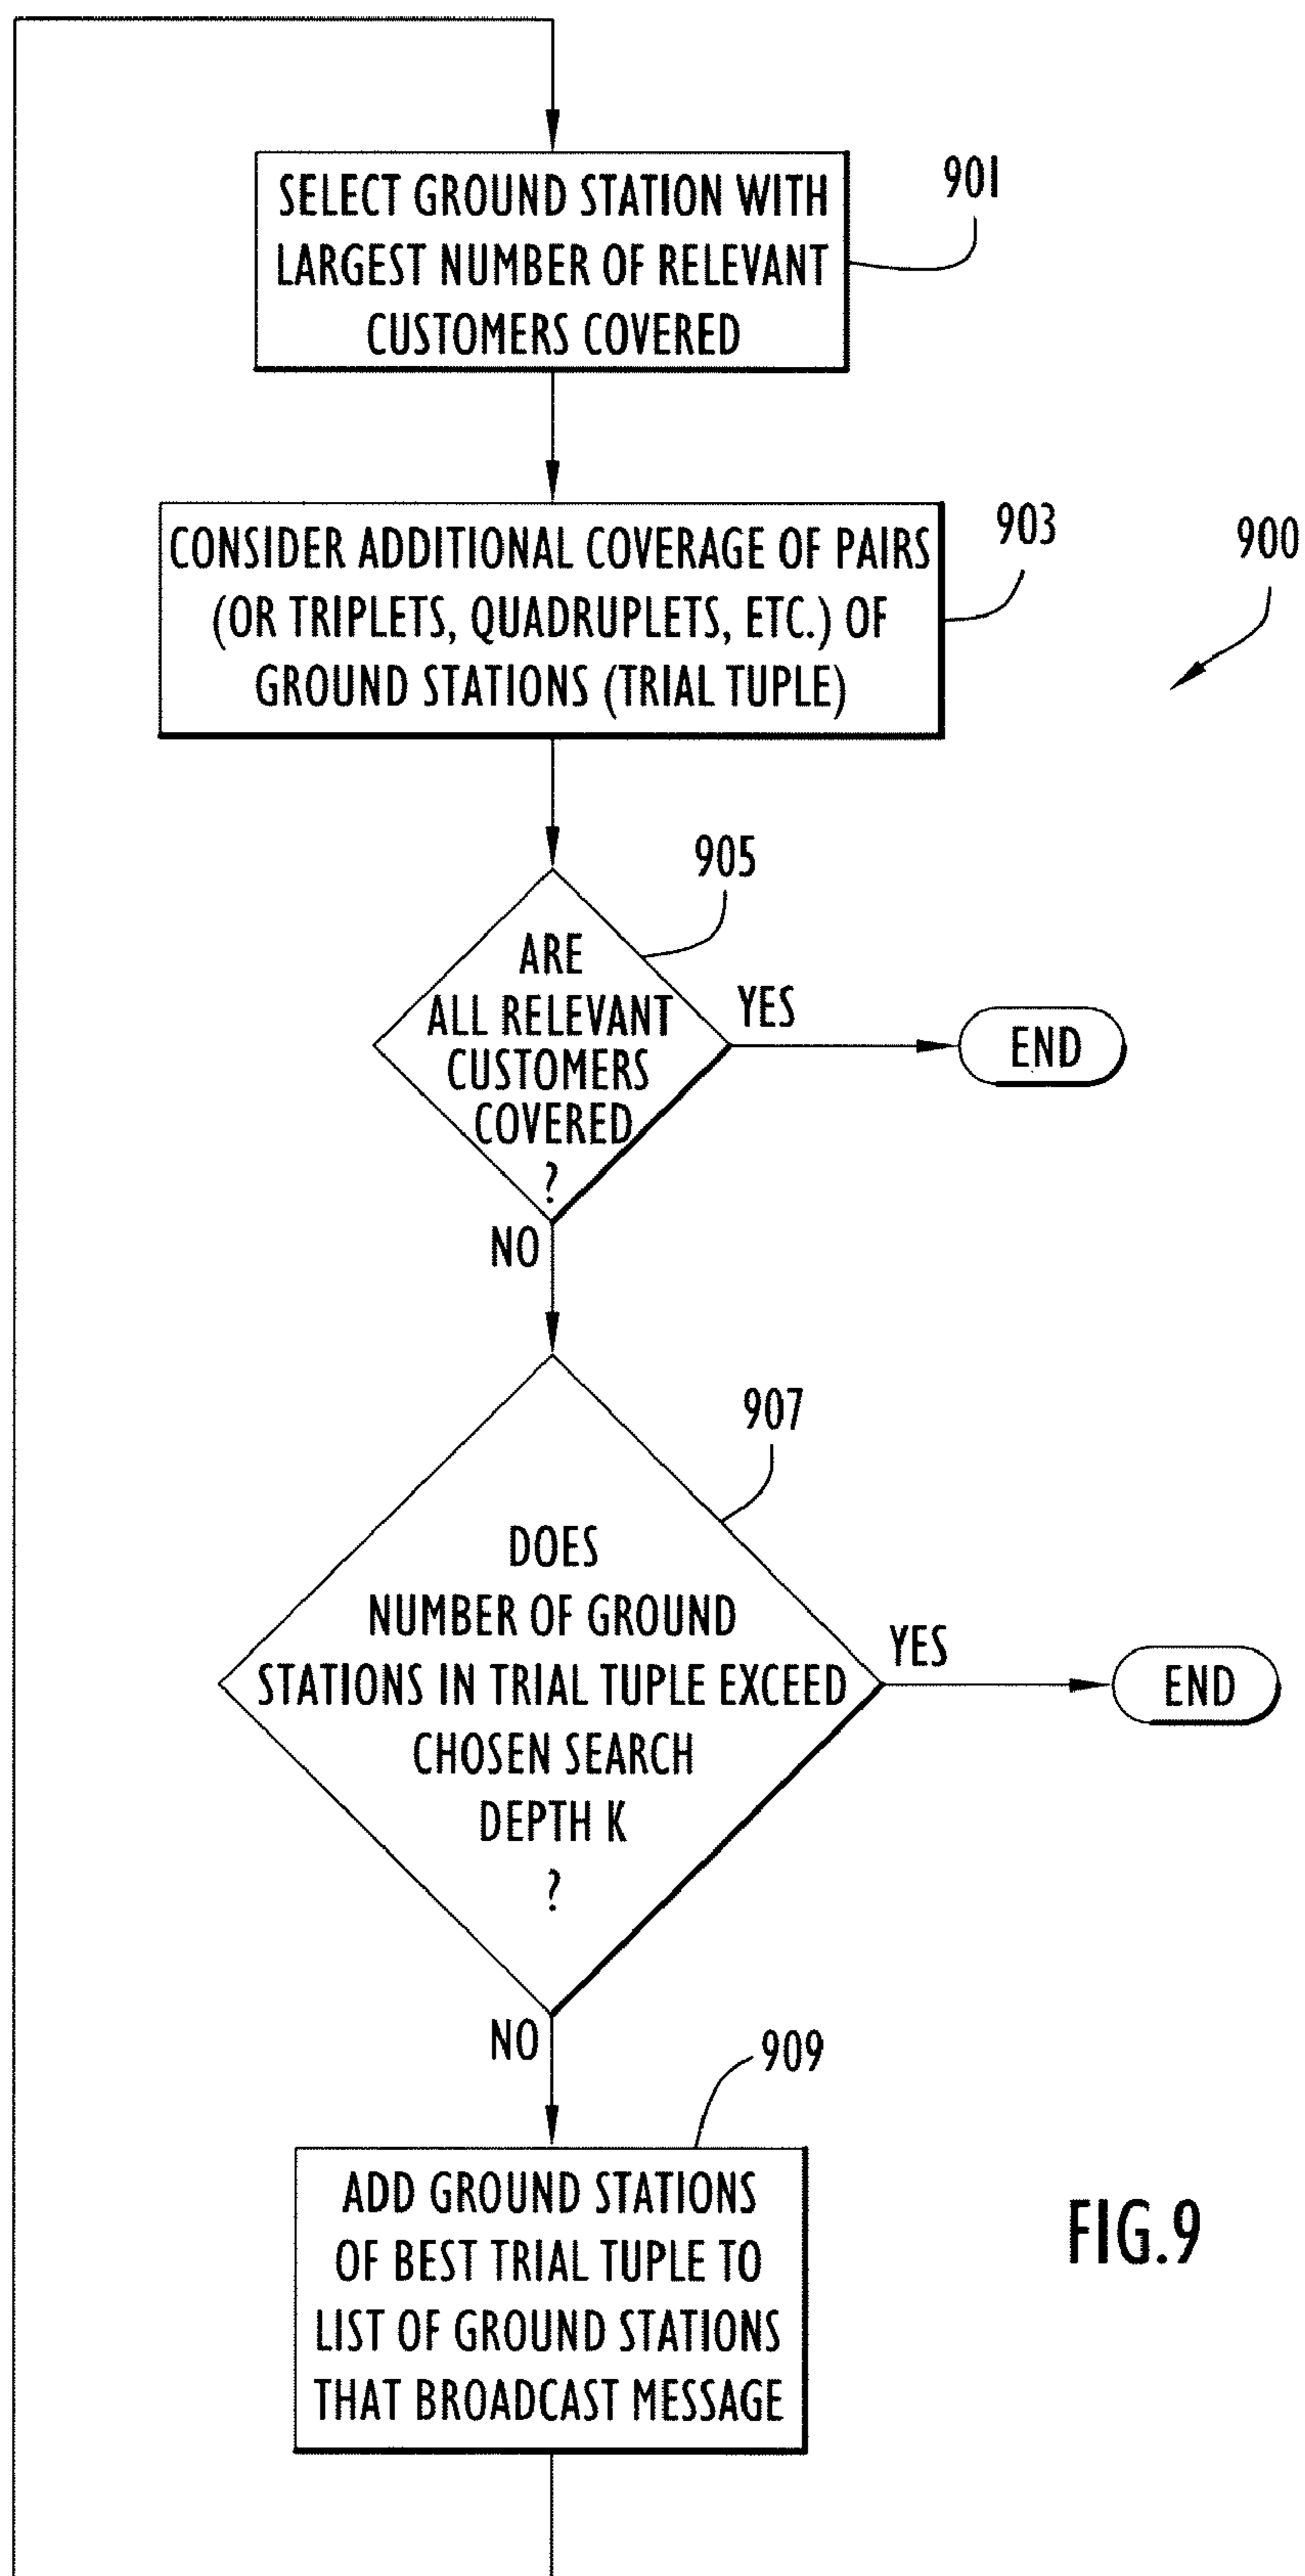 SELECT GROUND STATION WITH
LARGEST NUMBER OF RELEVANT
CUSTOMERS COVERED
901
CONSIDER ADDITIONAL COVERAGE OF PAIRS
(OR TRIPLETS, QUADRUPLETS, ETC.) OF
GROUND STATIONS (TRIAL TUPLE)
903
900
905
ARE
ALL RELEVANT
CUSTOMERS
COVERED
?
YES
END
NO
907
DOES
NUMBER OF GROUND
STATIONS IN TRIAL TUPLE EXCEED
CHOSEN SEARCH
DEPTH K
?
YES
END
NO
909
ADD GROUND STATIONS
OF BEST TRIAL TUPLE TO
LIST OF GROUND STATIONS
THAT BROADCAST MESSAGE
FIG.9